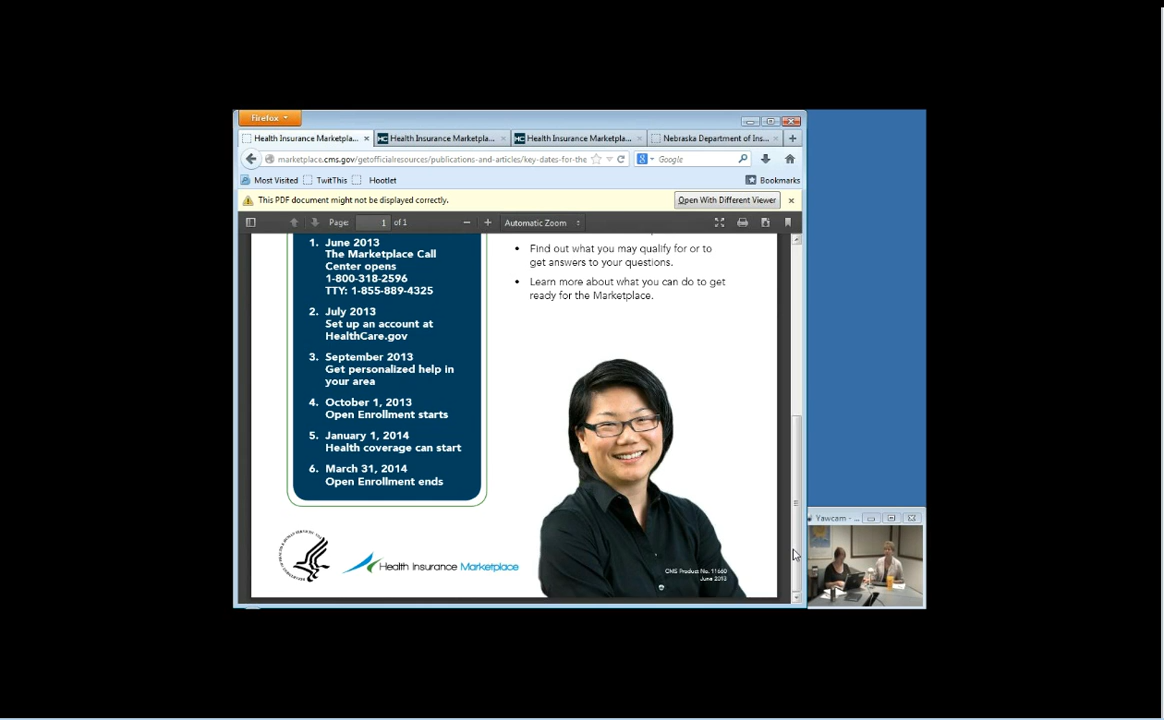 Firefox
Health Insurance Marketpla...
Health Insurance Marketpla...
Health Insurance Marketpla...
Nebraska Department of Ins...
marketplace.cms.gov/getofficialresources/publications-and-articles/key-dates-for-the
Google
Most Visited
TwitThis
Hootlet
Bookmarks
This PDF document might not be displayed correctly.
Open With Different Viewer
Page:
1
of 1
Automatic Zoom
1. June 2013
The Marketplace Call
Center opens
1-800-318-2596
TTY: 1-855-889-4325
2. July 2013
Set up an account at
HealthCare.gov
3. September 2013
Get personalized help in
your area
4. October 1, 2013
Open Enrollment starts
5. January 1, 2014
Health coverage can start
6. March 31, 2014
Open Enrollment ends
• Find out what you may qualify for or to
get answers to your questions.
• Learn more about what you can do to get
ready for the Marketplace.
Health Insurance Marketplace
CMS Product No. 11660
June 2013
Yawcam - ...